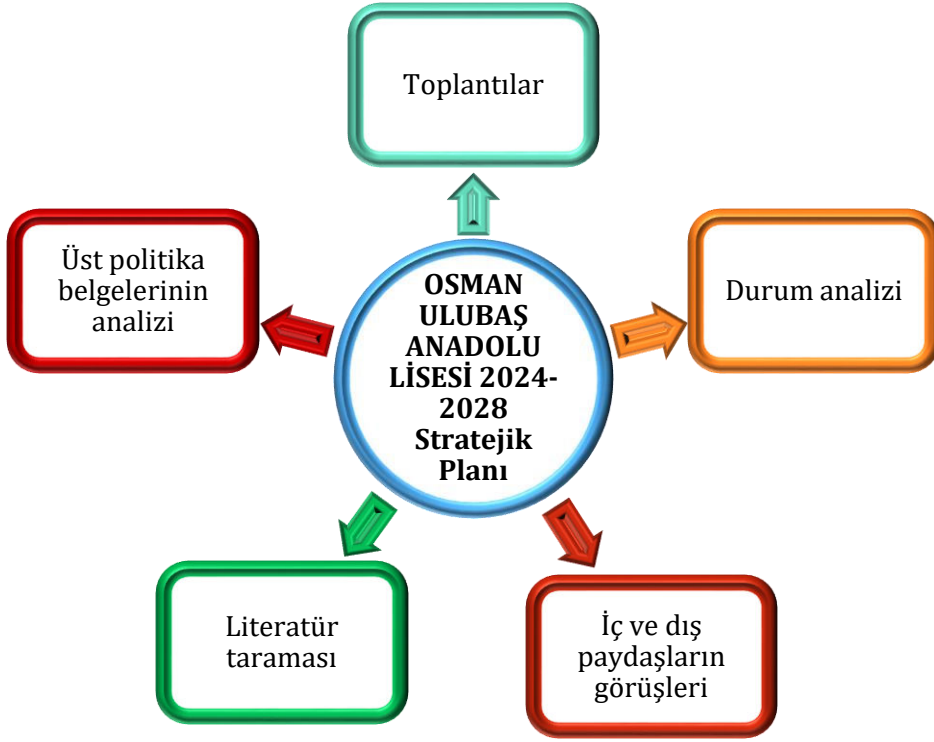 Toplantılar
Üst politika
belgelerinin
analizi
OSMAN
ULUBAŞ
ANADOLU
LİSESİ 2024-
2028
Stratejik
Planı
Durum analizi
Literatür
taraması
İç ve dış
paydaşların
görüşleri